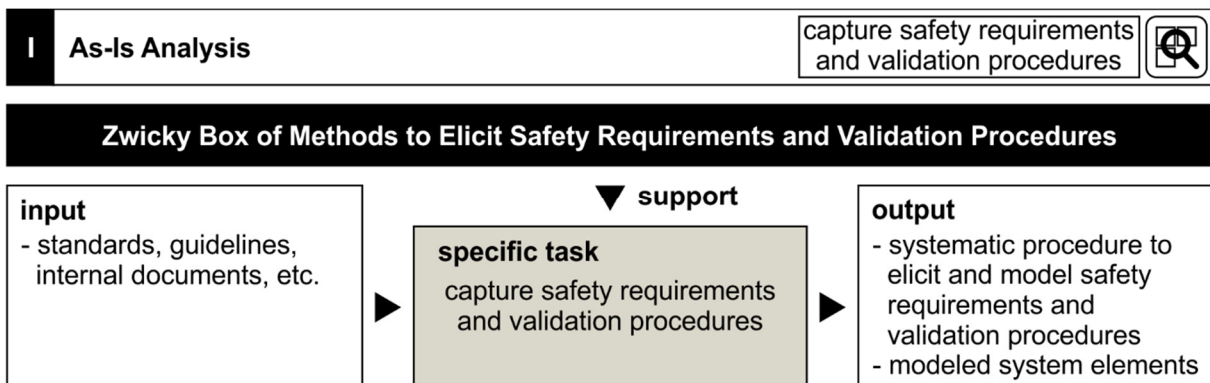 I As-Is Analysis
capture safety requirements
and validation procedures
Zwicky Box of Methods to Elicit Safety Requirements and Validation Procedures
support
input
- standards, guidelines,
internal documents, etc.
specific task
capture safety requirements
and validation procedures
output
- systematic procedure to
elicit and model safety
requirements and
validation procedures
- modeled system elements